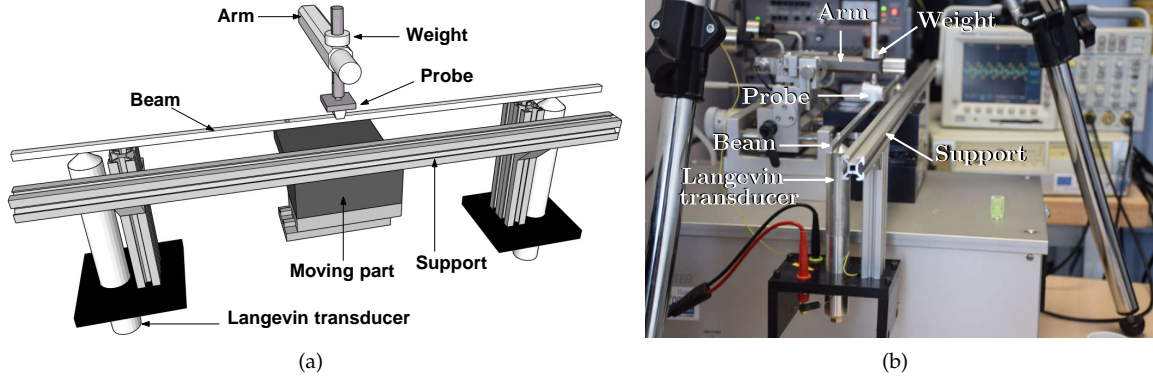 Arm
Weight
Probe
Beam
Moving part
Support
Langevin transducer
(a)
Arm
Weight
Probe
Beam
Support
Langevin
transducer
(b)